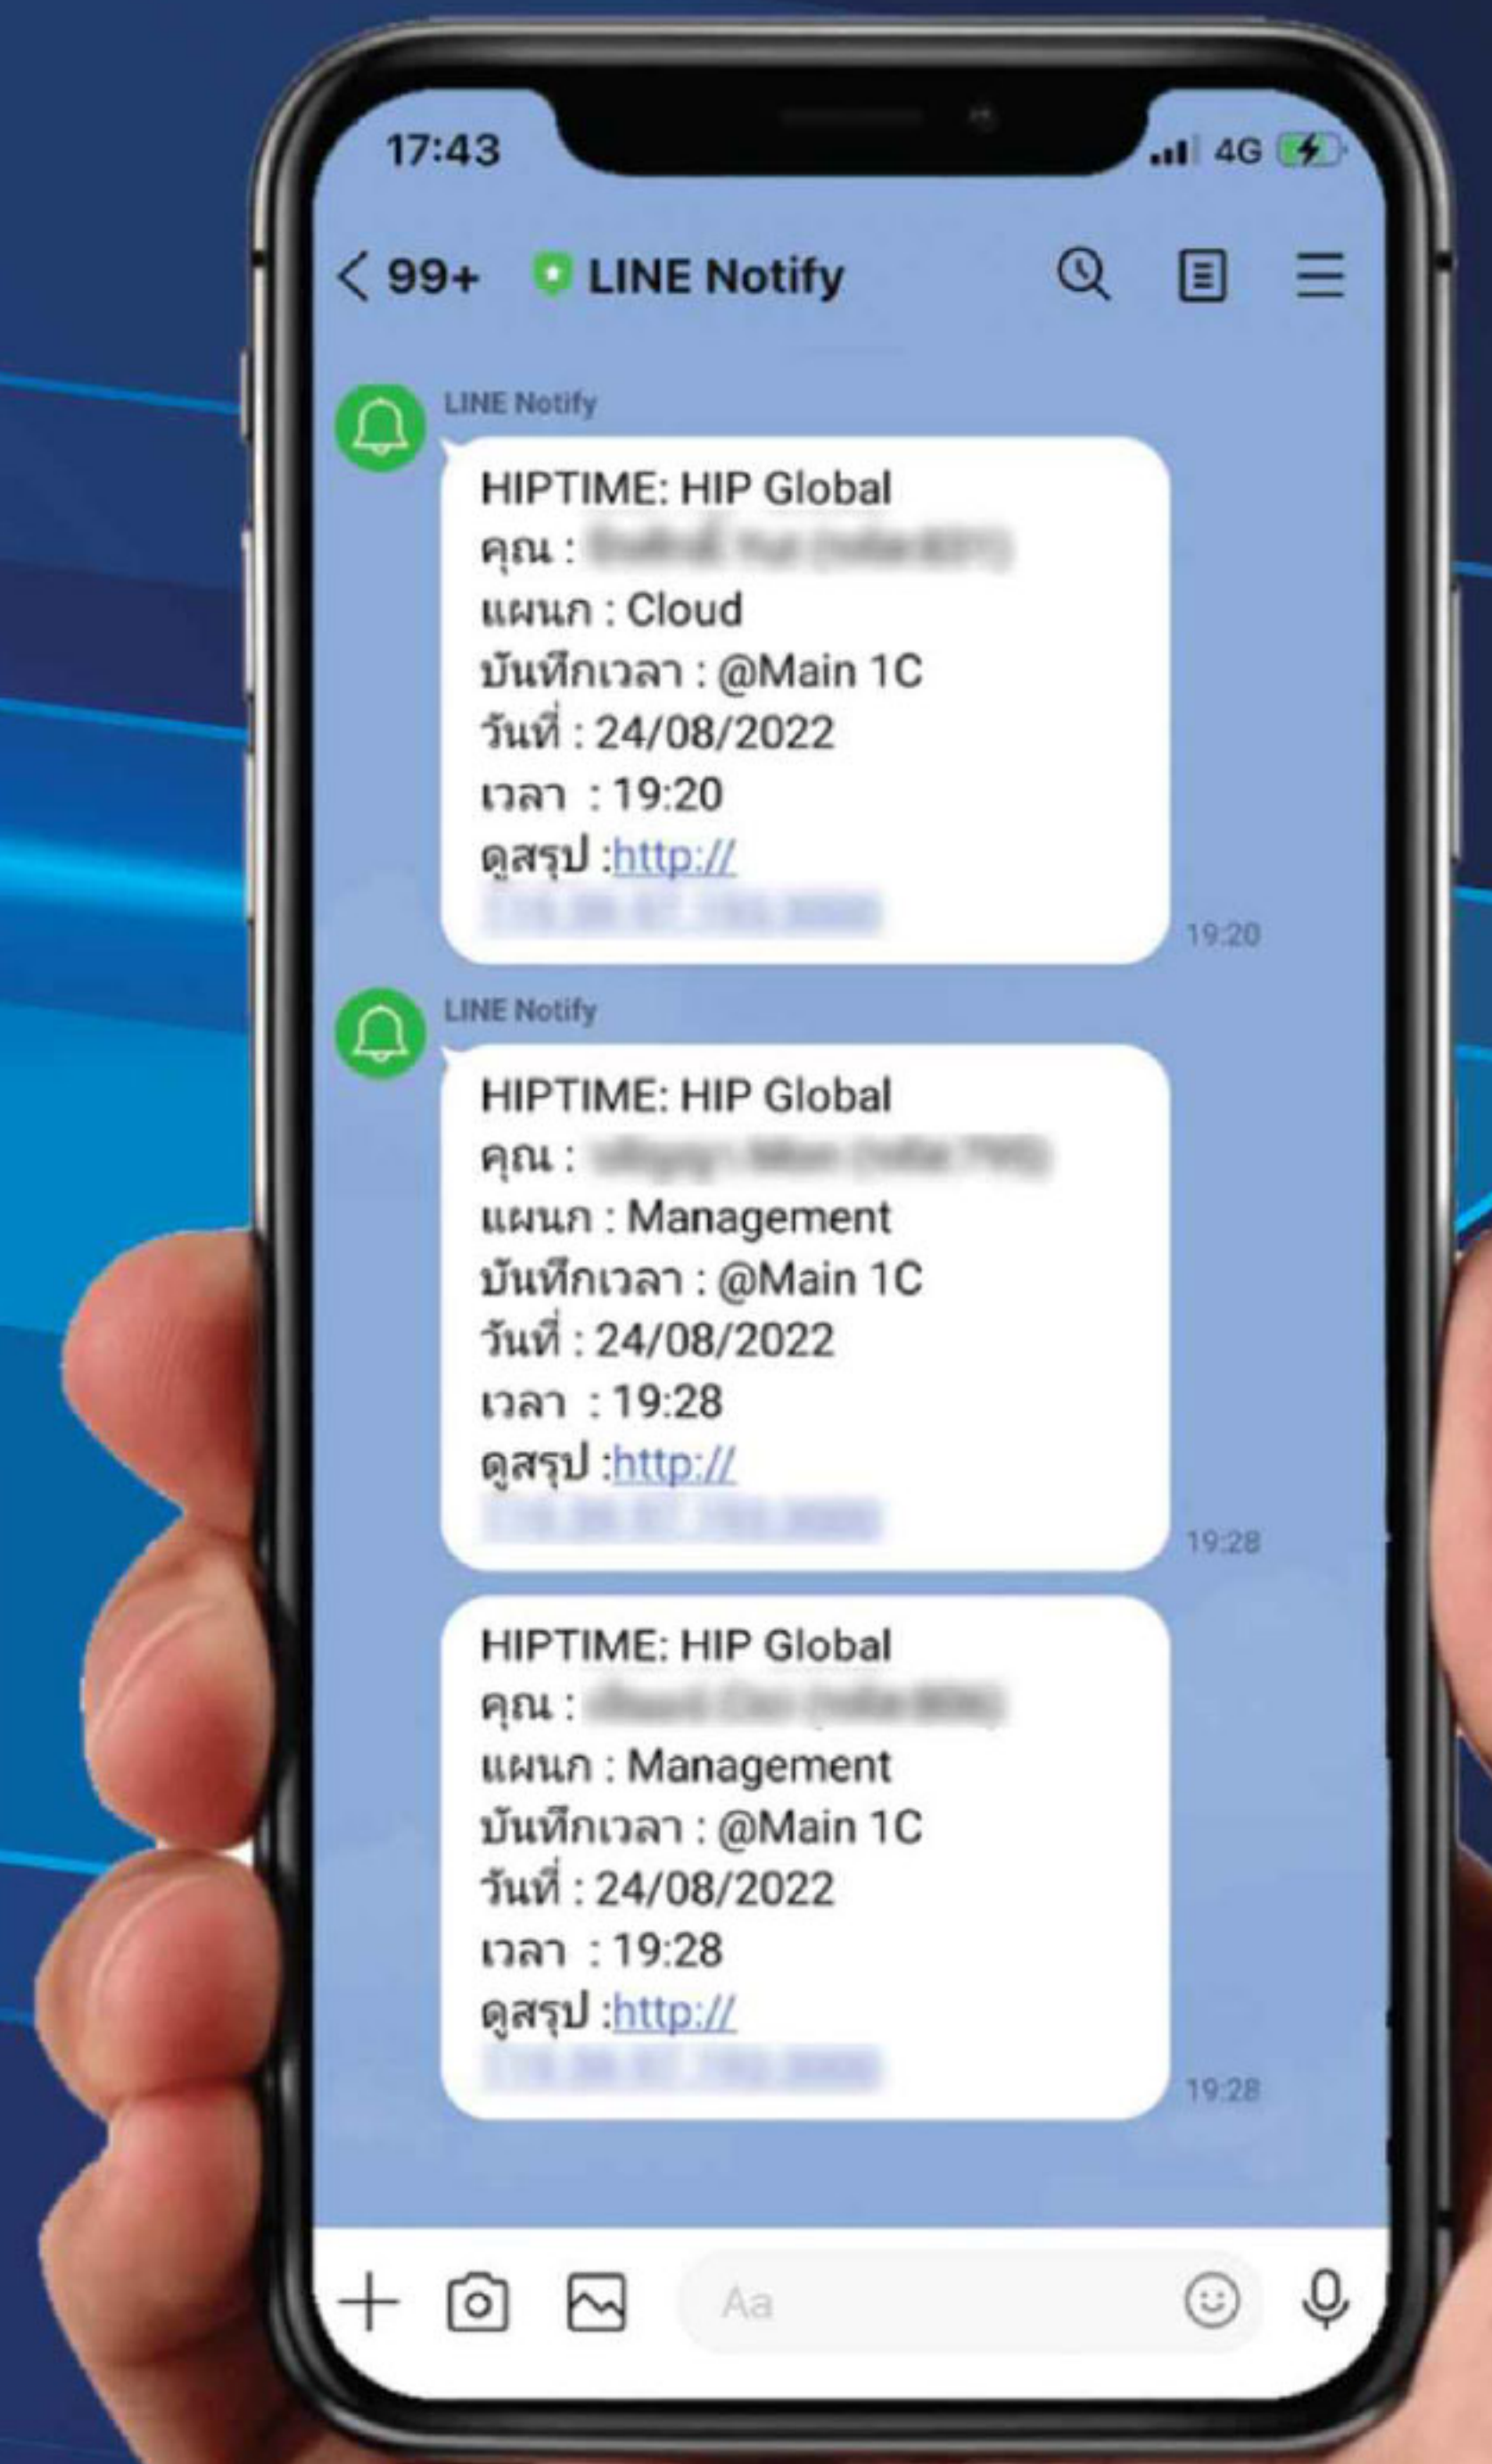 17:43
4G
99+
LINE Notify
LINE Notify
HIPTIME: HIP Global
คุณ :
แผนก : Cloud
บันทึกเวลา : @Main 1C
วันที่ : 24/08/2022
เวลา : 19:20
ดูสรุป :http://
19:20
LINE Notify
HIPTIME: HIP Global
คุณ :
แผนก : Management
บันทึกเวลา : @Main 1C
วันที่ : 24/08/2022
เวลา : 19:28
ดูสรุป :http://
19:28
HIPTIME: HIP Global
คุณ :
แผนก : Management
บันทึกเวลา : @Main 1C
วันที่ : 24/08/2022
เวลา : 19:28
ดูสรุป :http://
19:28
Aa